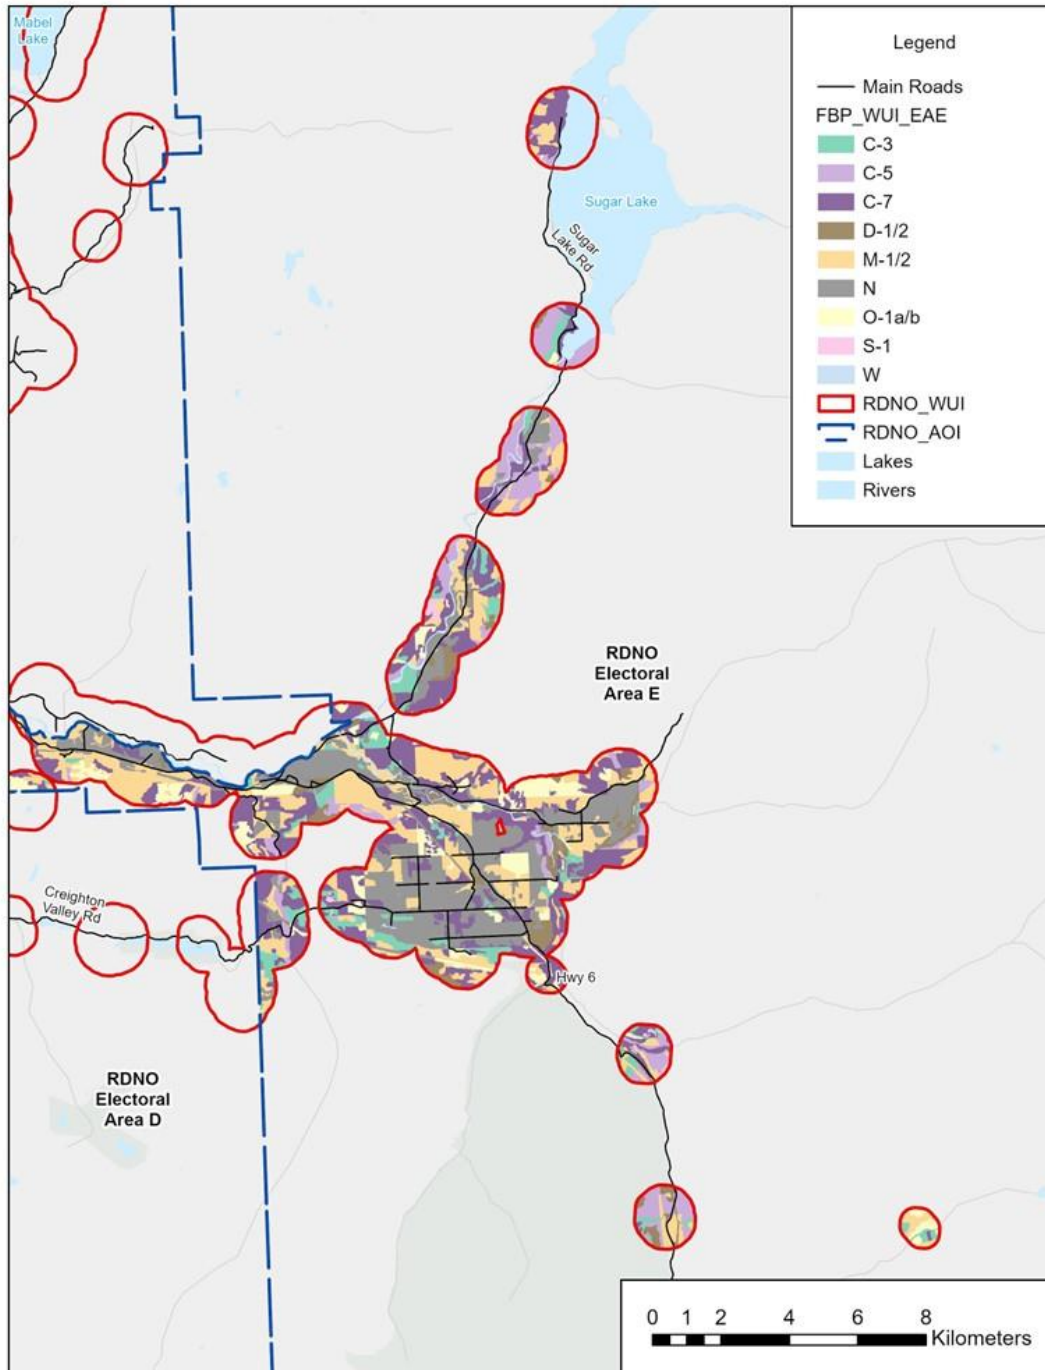 Mabel
Lake
Legend
Main Roads
FBP_WUI_EAE
C-3
C-5
C-7
D-1/2
M-1/2
N
O-1a/b
S-1
W
RDNO_WUI
RDNO_AOI
Lakes
Rivers
Sugar Lake
Sugar
Lake Rd
RDNO
Electoral
Area E
Creighton
Valley Rd
Hwy 6
RDNO
Electoral
Area D
0 1 2 4 6 8
Kilometers